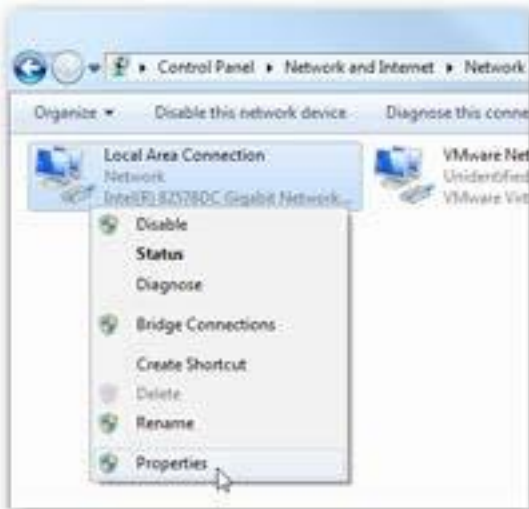 Control Panel ▸ Network and Internet ▸ Network
Organize ▾ Disable this network device Diagnose this conne
Local Area Connection
Network
Intel(R) 82578DC Gigabit Network...
VMware Net
Unidentified
VMware Virt
Disable
Status
Diagnose
Bridge Connections
Create Shortcut
Delete
Rename
Properties